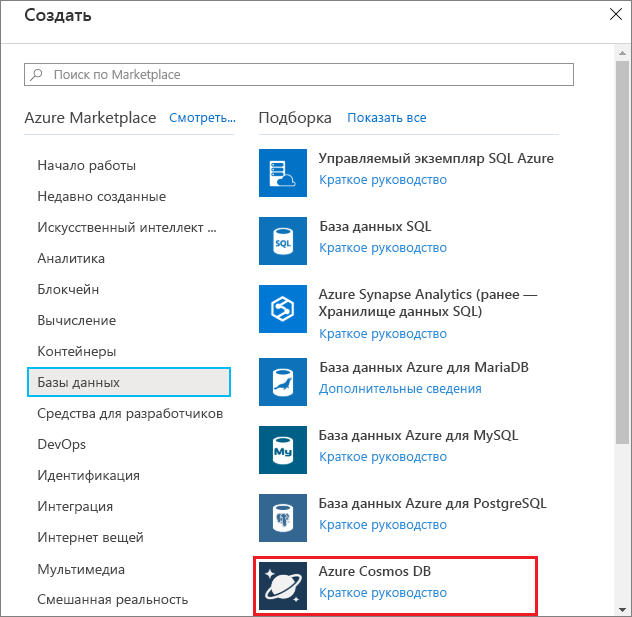 Создать
Поиск по Marketplace
Azure Marketplace
Смотреть...
Начало работы
Недавно созданные
Искусственный интеллект ...
Аналитика
Блокчейн
Вычисление
Контейнеры
Базы данных
Средства для разработчиков
DevOps
Идентификация
Интеграция
Интернет вещей
Мультимедиа
Смешанная реальность
Подборка
Показать все
Управляемый экземпляр SQL Azure
Краткое руководство
SQL
База данных SQL
Краткое руководство
Azure Synapse Analytics (ранее —
Хранилище данных SQL)
Краткое руководство
База данных Azure для MariaDB
Дополнительные сведения
My
База данных Azure для MySQL
Краткое руководство
База данных Azure для PostgreSQL
Краткое руководство
Azure Cosmos DB
Краткое руководство